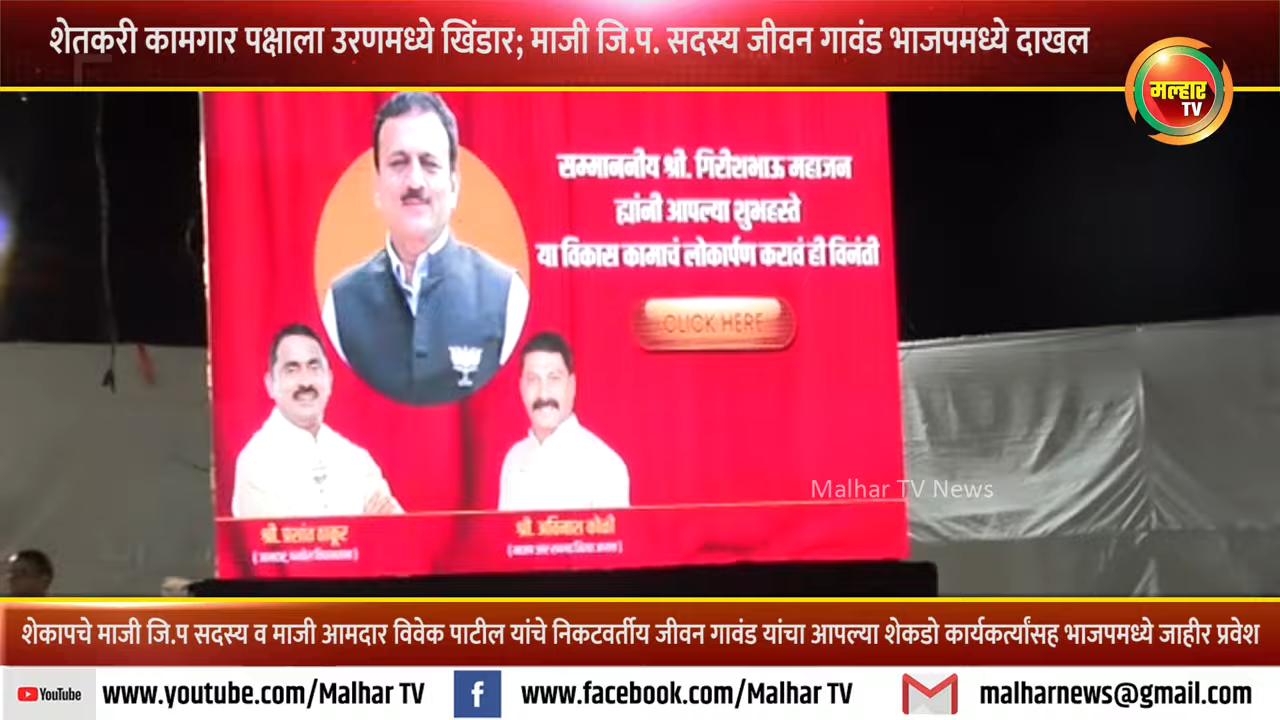 शेतकरी कामगार पक्षाला उरणमध्ये खिंडार; माजी जि.प. सदस्य जीवन गावंड भाजपमध्ये दाखल
मल्हार
TV
सम्माननीय श्री. गिरीशभाऊ महाजन
ह्यांनी आपल्या शुभहस्ते
या विकास कामाचं लोकार्पण करावं ही विनंती
CLICK HERE
Malhar TV News
श्री. प्रशांत ठाकूर
श्री. अविनाश कोळी
शेकापचे माजी जि.प सदस्य व माजी आमदार विवेक पाटील यांचे निकटवर्तीय जीवन गावंड यांचा आपल्या शेकडो कार्यकर्त्यांसह भाजपमध्ये जाहीर प्रवेश
YouTube
www.youtube.com/Malhar TV
www.facebook.com/Malhar TV
malharnews@gmail.com